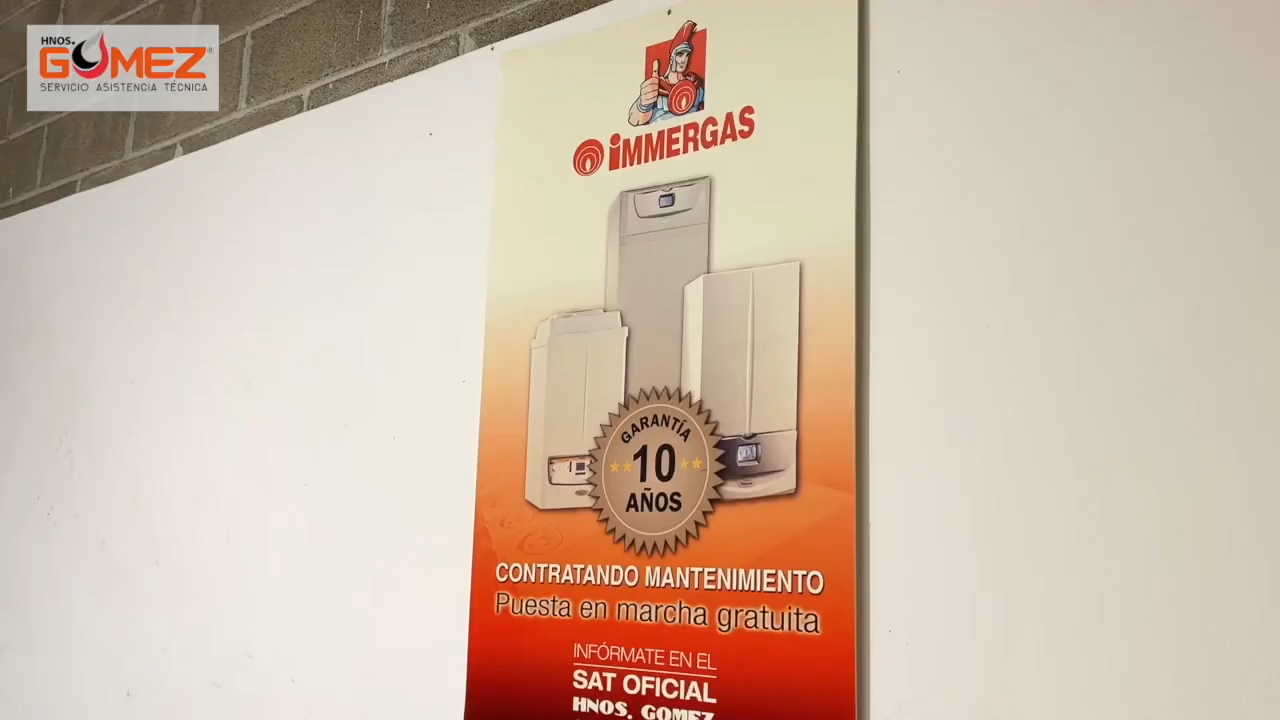 HNOS.
GOMEZ®
SERVICIO ASISTENCIA TÉCNICA
IMMERGAS
GARANTÍA
10
AÑOS
CONTRATANDO MANTENIMIENTO
Puesta en marcha gratuita
INFÓRMATE EN EL
SAT OFICIAL
HNOS. GOMEZ